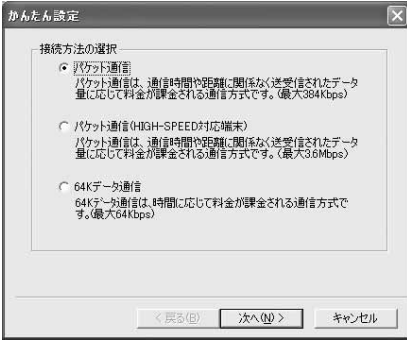 かんたん設定
接続方法の選択
パケット通信
パケット通信は、通信時間や距離に関係なく送受信されたデータ
量に応じて料金が課金される通信方式です。(最大384Kbps)
パケット通信(HIGH-SPEED対応端末)
パケット通信は、通信時間や距離に関係なく送受信されたデータ
量に応じて料金が課金される通信方式です。(最大3.6Mbps)
64Kデータ通信
64Kデータ通信は、時間に応じて料金が課金される通信方式で
す。(最大64Kbps)
< 戻る(B)
次へ(N) >
キャンセル